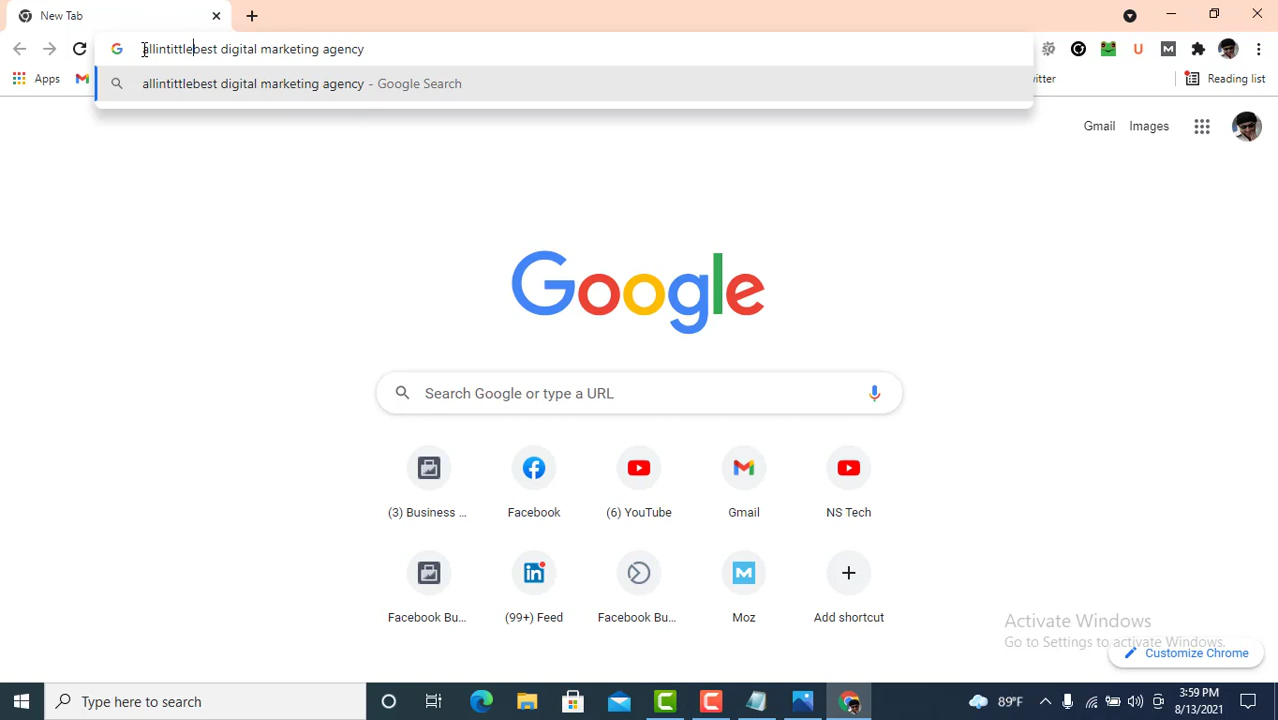 New Tab
allintittlebest digital marketing agency
allintittlebest digital marketing agency - Google Search
Apps
itter
Reading list
Gmail Images
Google
Search Google or type a URL
(3) Business ... Facebook (6) YouTube Gmail NS Tech
Facebook Bu... (99+) Feed Facebook Bu... Moz Add shortcut
Activate Windows
Go to Settings to activate Windows.
Customize Chrome
Type here to search
89°F
3:59 PM
8/13/2021